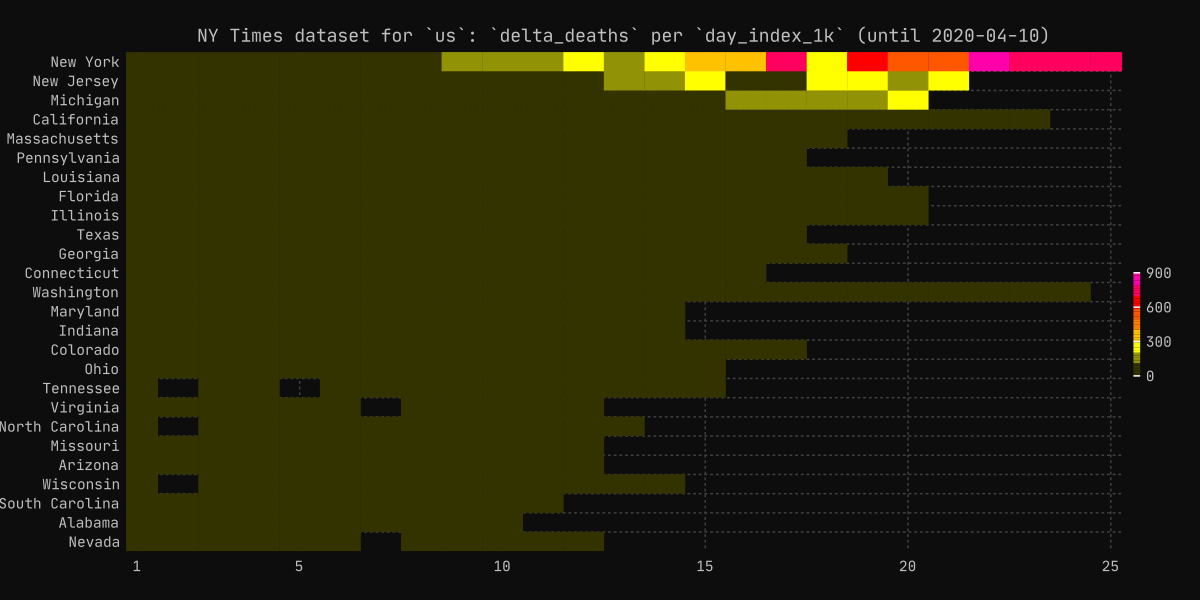 NY Times dataset for `us`: `delta_deaths` per `day_index_1k` (until 2020-04-10)
New York
New Jersey
Michigan
California
Massachusetts
Pennsylvania
Louisiana
Florida
Illinois
Texas
Georgia
Connecticut
Washington
Maryland
Indiana
Colorado
Ohio
Tennessee
Virginia
North Carolina
Missouri
Arizona
Wisconsin
South Carolina
Alabama
Nevada
1 5 10 15 20 25
900
600
300
0